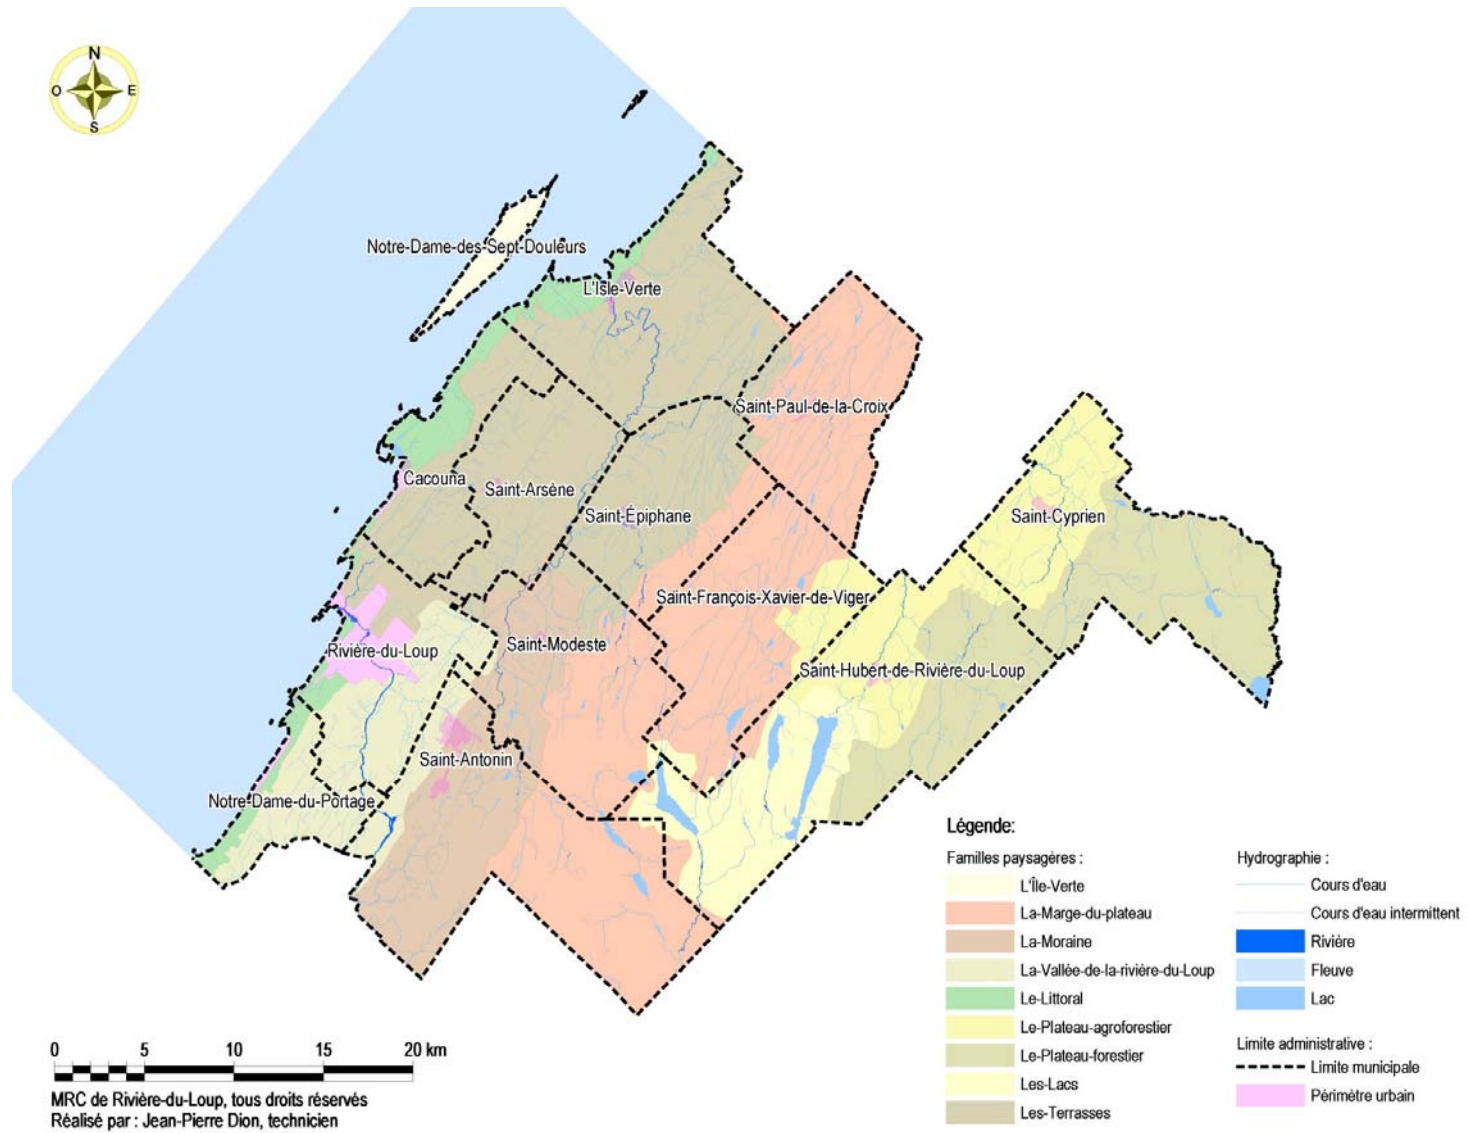 N
O E
S
Notre-Dame-des-Sept-Douleurs
L'Isle-Verte
Saint-Paul-de-la-Croix
Cacouna
Saint-Arsène
Saint-Épiphane
Saint-Cyprien
Saint-François-Xavier-de-Viger
Rivière-du-Loup
Saint-Modeste
Saint-Hubert-de-Rivière-du-Loup
Saint-Antonin
Notre-Dame-du-Portage
Légende:
Familles paysagères :
L'Île-Verte
La-Marge-du-plateau
La-Moraine
La-Vallée-de-la-rivière-du-Loup
Le-Littoral
Le-Plateau-agroforestier
Le-Plateau-forestier
Les-Lacs
Les-Terrasses
Hydrographie :
Cours d'eau
Cours d'eau intermittent
Rivière
Fleuve
Lac
Limite administrative :
Limite municipale
Périmètre urbain
0 5 10 15 20 km
MRC de Rivière-du-Loup, tous droits réservés
Réalisé par : Jean-Pierre Dion, technicien